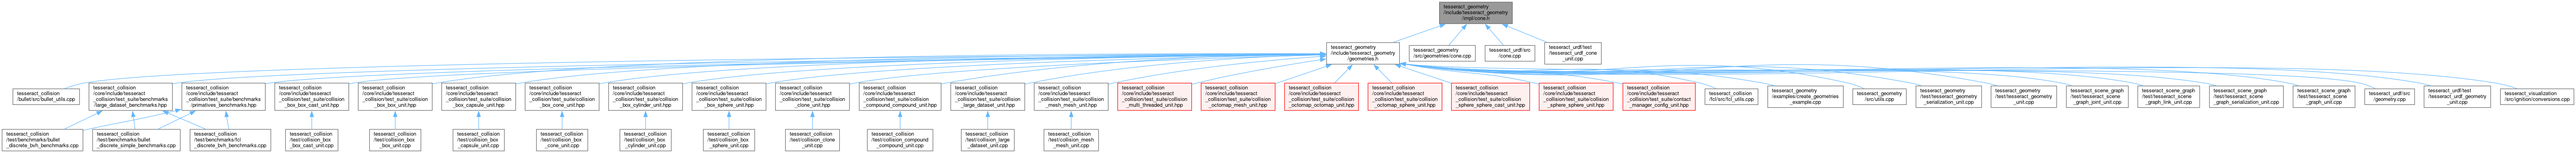 tesseract_geometry
/include/tesseract_geometry
/impl/cone.h
tesseract_geometry
/include/tesseract_geometry
/geometries.h
tesseract_geometry
/src/geometries/cone.cpp
tesseract_urdf/src
/cone.cpp
tesseract_urdf/test
/tesseract_urdf_cone
_unit.cpp
tesseract_collision
/bullet/src/bullet_utils.cpp
tesseract_collision
/core/include/tesseract
_collision/test_suite/benchmarks
/large_dataset_benchmarks.hpp
tesseract_collision
/core/include/tesseract
_collision/test_suite/benchmarks
/primatives_benchmarks.hpp
tesseract_collision
/core/include/tesseract
_collision/test_suite/collision
_box_box_cast_unit.hpp
tesseract_collision
/core/include/tesseract
_collision/test_suite/collision
_box_box_unit.hpp
tesseract_collision
/core/include/tesseract
_collision/test_suite/collision
_box_capsule_unit.hpp
tesseract_collision
/core/include/tesseract
_collision/test_suite/collision
_box_cone_unit.hpp
tesseract_collision
/core/include/tesseract
_collision/test_suite/collision
_box_cylinder_unit.hpp
tesseract_collision
/core/include/tesseract
_collision/test_suite/collision
_box_sphere_unit.hpp
tesseract_collision
/core/include/tesseract
_collision/test_suite/collision
_clone_unit.hpp
tesseract_collision
/core/include/tesseract
_collision/test_suite/collision
_compound_compound_unit.hpp
tesseract_collision
/core/include/tesseract
_collision/test_suite/collision
_large_dataset_unit.hpp
tesseract_collision
/core/include/tesseract
_collision/test_suite/collision
_mesh_mesh_unit.hpp
tesseract_collision
/core/include/tesseract
_collision/test_suite/collision
_multi_threaded_unit.hpp
tesseract_collision
/core/include/tesseract
_collision/test_suite/collision
_octomap_mesh_unit.hpp
tesseract_collision
/core/include/tesseract
_collision/test_suite/collision
_octomap_octomap_unit.hpp
tesseract_collision
/core/include/tesseract
_collision/test_suite/collision
_octomap_sphere_unit.hpp
tesseract_collision
/core/include/tesseract
_collision/test_suite/collision
_sphere_sphere_cast_unit.hpp
tesseract_collision
/core/include/tesseract
_collision/test_suite/collision
_sphere_sphere_unit.hpp
tesseract_collision
/core/include/tesseract
_collision/test_suite/contact
_manager_config_unit.hpp
tesseract_collision
/fcl/src/fcl_utils.cpp
tesseract_geometry
/examples/create_geometries
_example.cpp
tesseract_geometry
/src/utils.cpp
tesseract_geometry
/test/tesseract_geometry
_serialization_unit.cpp
tesseract_geometry
/test/tesseract_geometry
_unit.cpp
tesseract_scene_graph
/test/tesseract_scene
_graph_joint_unit.cpp
tesseract_scene_graph
/test/tesseract_scene
_graph_link_unit.cpp
tesseract_scene_graph
/test/tesseract_scene
_graph_serialization_unit.cpp
tesseract_scene_graph
/test/tesseract_scene
_graph_unit.cpp
tesseract_urdf/src
/geometry.cpp
tesseract_urdf/test
/tesseract_urdf_geometry
_unit.cpp
tesseract_visualization
/src/ignition/conversions.cpp
tesseract_collision
/test/benchmarks/bullet
_discrete_bvh_benchmarks.cpp
tesseract_collision
/test/benchmarks/bullet
_discrete_simple_benchmarks.cpp
tesseract_collision
/test/benchmarks/fcl
_discrete_bvh_benchmarks.cpp
tesseract_collision
/test/collision_box
_box_cast_unit.cpp
tesseract_collision
/test/collision_box
_box_unit.cpp
tesseract_collision
/test/collision_box
_capsule_unit.cpp
tesseract_collision
/test/collision_box
_cone_unit.cpp
tesseract_collision
/test/collision_box
_cylinder_unit.cpp
tesseract_collision
/test/collision_box
_sphere_unit.cpp
tesseract_collision
/test/collision_clone
_unit.cpp
tesseract_collision
/test/collision_compound
_compound_unit.cpp
tesseract_collision
/test/collision_large
_dataset_unit.cpp
tesseract_collision
/test/collision_mesh
_mesh_unit.cpp